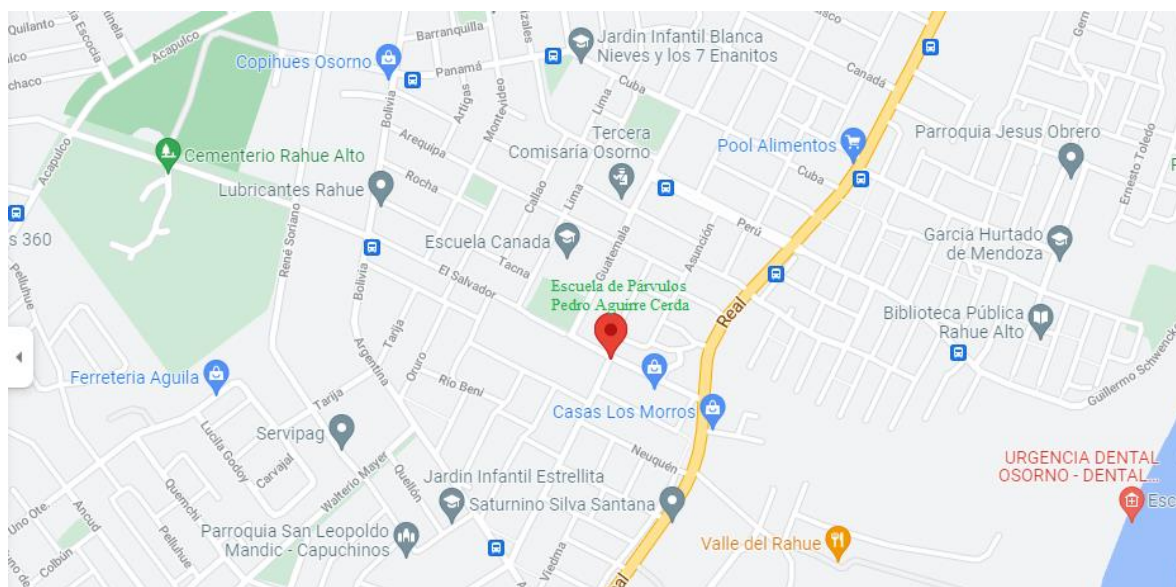 Quilanto
Acapulco
Escocia
Barranquilla
Copihues Osorno
Panamá
Bolivia
Artigas
Montevideo
Jardin Infantil Blanca
Nieves y los 7 Enanitos
Cuba
Canadá
Lima
Arequipa
Tercera
Comisaría Osorno
Pool Alimentos
Parroquia Jesus Obrero
Ernesto Toledo
Cementerio Rahue Alto
Acapulco
Rocha
Callao
Lima
Cuba
Lubricantes Rahue
s 360
René Soriano
Escuela Canada
Tacna
Guatemala
Asunción
Perú
Garcia Hurtado
de Mendoza
Pelluhue
Bolivia
El Salvador
Escuela de Párvulos
Pedro Aguirre Cerda
Real
Biblioteca Pública
Rahue Alto
Guillermo Schwenck
Argentina
Tarija
Oruro
Río Bení
Ferreteria Aguila
Tarija
Casas Los Morros
Lucila Godoy
Carvajal
Servipag
Walterio Mayer
Quellón
Neuquén
URGENCIA DENTAL
OSORNO - DENTAL...
Esc
Jardin Infantil Estrellita
Saturnino Silva Santana
Quemchi
Uno Ote.
Ancud
Pelluhue
Colbún
Parroquia San Leopoldo
Mandic - Capuchinos
Viedma
Valle del Rahue